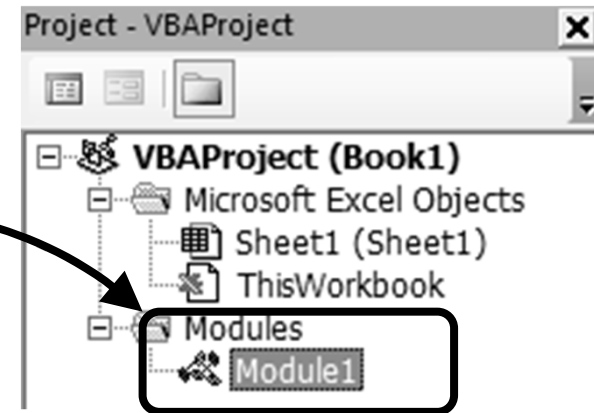 Project - VBAProject
VBAProject (Book1)
Microsoft Excel Objects
Sheet1 (Sheet1)
ThisWorkbook
Modules
Module1